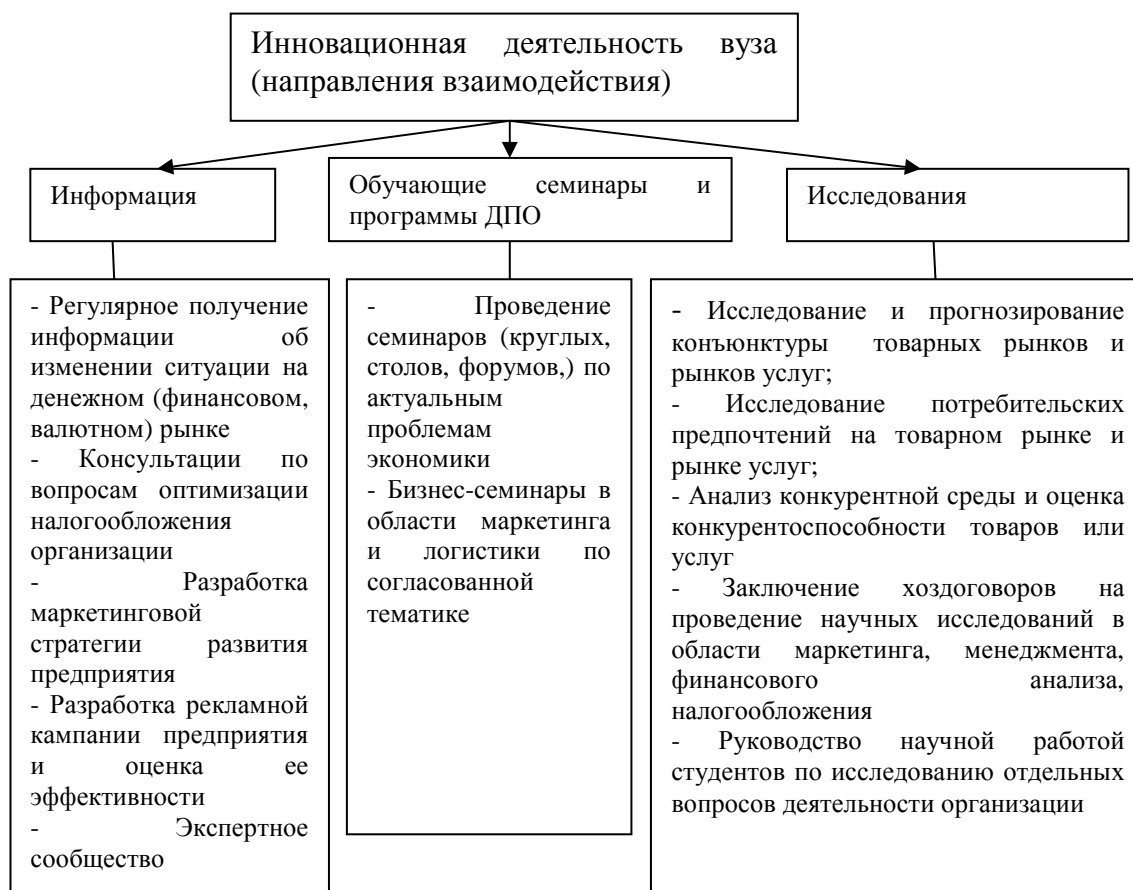 Инновационная деятельность вуза
(направления взаимодействия)
Информация
Обучающие семинары и
программы ДПО
Исследования
- Регулярное получение
информации об
изменении ситуации на
денежном (финансовом,
валютном) рынке
- Консультации по
вопросам оптимизации
налогообложения
организации
- Разработка
маркетинговой
стратегии развития
предприятия
- Разработка рекламной
кампании предприятия
и оценка ее
эффективности
- Экспертное
сообщество
- Проведение
семинаров (круглых,
столов, форумов,) по
актуальным
проблемам
экономики
- Бизнес-семинары в
области маркетинга
и логистики по
согласованной
тематике
- Исследование и прогнозирование
конъюнктуры товарных рынков и
рынков услуг;
- Исследование потребительских
предпочтений на товарном рынке и
рынке услуг;
- Анализ конкурентной среды и оценка
конкурентоспособности товаров или
услуг
- Заключение хоздоговоров на
проведение научных исследований в
области маркетинга, менеджмента,
финансового анализа,
налогообложения
- Руководство научной работой
студентов по исследованию отдельных
вопросов деятельности организации